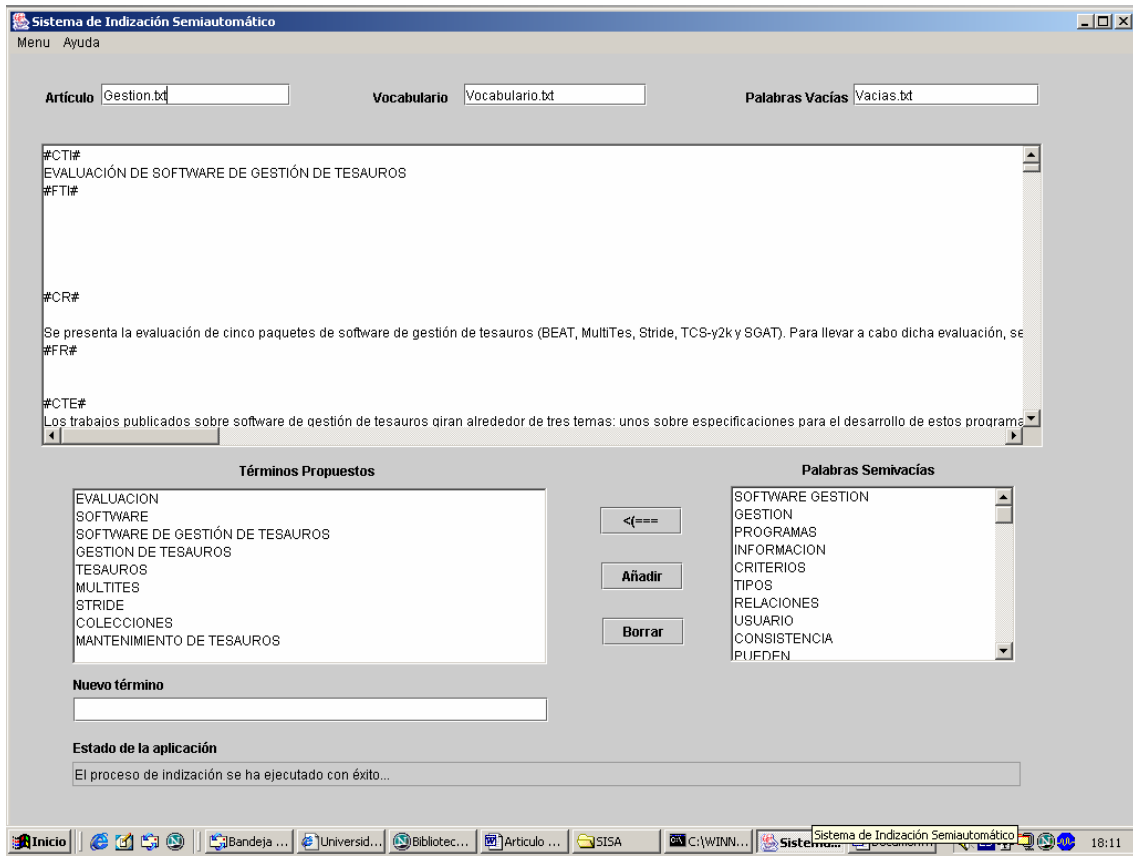 Sistema de Indización Semiautomático
Menu Ayuda
Artículo Gestion.txt Vocabulario Vocabulario.txt Palabras Vacías Vacias.txt
#CTI#
EVALUACIÓN DE SOFTWARE DE GESTIÓN DE TESAUROS
#FTI#
#CR#
Se presenta la evaluación de cinco paquetes de software de gestión de tesauros (BEAT, MultiTes, Stride, TCS-y2k y SGAT). Para llevar a cabo dicha evaluación, se
#FR#
#CTE#
Los trabajos publicados sobre software de gestión de tesauros giran alrededor de tres temas: unos sobre especificaciones para el desarrollo de estos programa
Términos Propuestos
EVALUACION
SOFTWARE
SOFTWARE DE GESTIÓN DE TESAUROS
GESTION DE TESAUROS
TESAUROS
MULTITES
STRIDE
COLECCIONES
MANTENIMIENTO DE TESAUROS
<(===
Añadir
Borrar
Palabras Semivacías
SOFTWARE GESTION
GESTION
PROGRAMAS
INFORMACION
CRITERIOS
TIPOS
RELACIONES
USUARIO
CONSISTENCIA
PUEDEN
Nuevo término
Estado de la aplicación
El proceso de indización se ha ejecutado con éxito...
Sistema de Indización Semiautomático
Inicio Bandeja ... Universid... Bibliotec... Articulo ... SISA C:\WINN... Sistem... 18:11